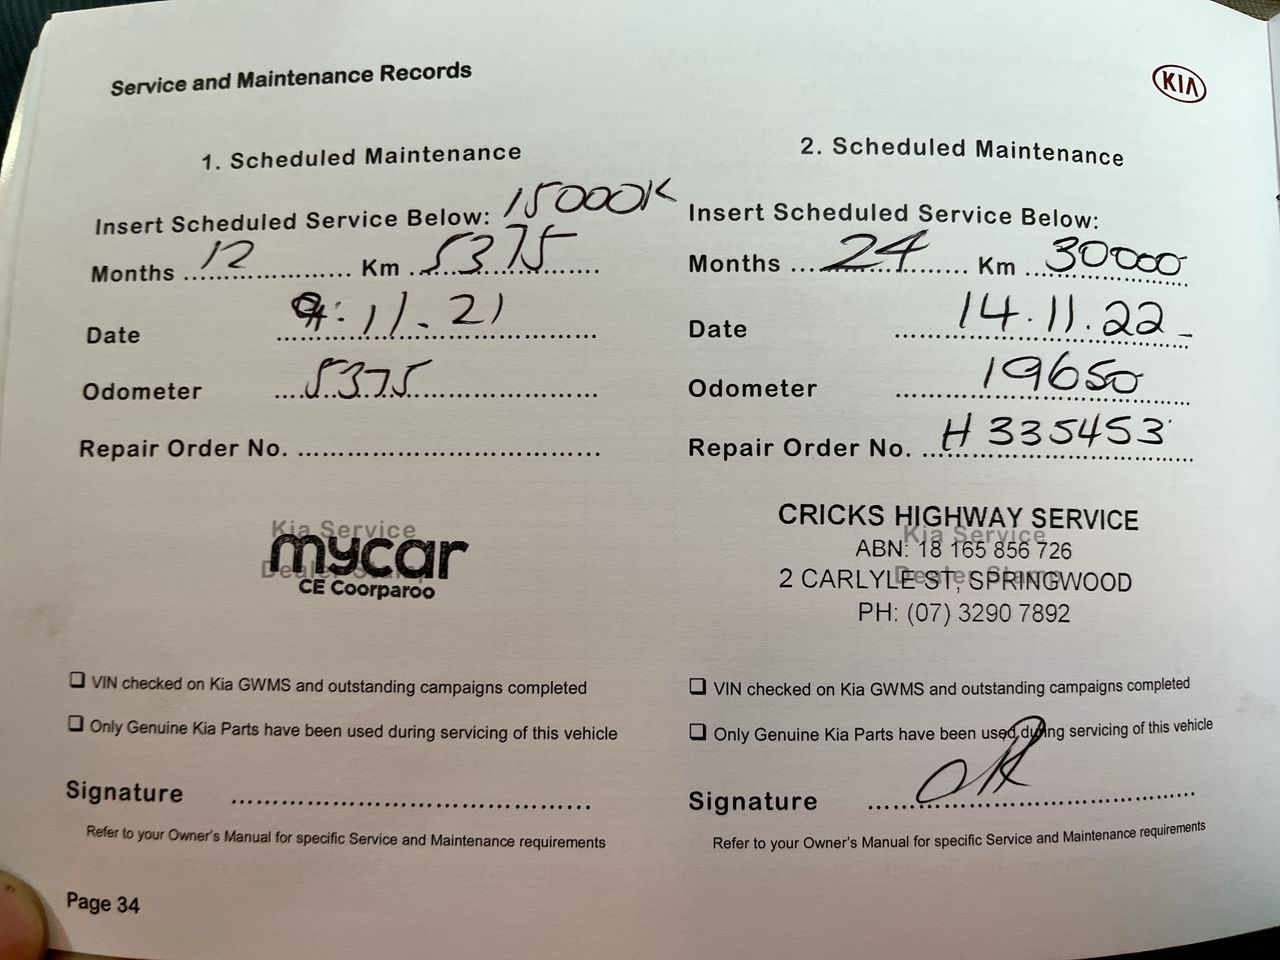 Service and Maintenance Records
KIA
1. Scheduled Maintenance
Insert Scheduled Service Below: 15000K
Months 12 Km 5375
Date .11.21
Odometer 5375
Repair Order No.
Kia Service
Dealer Stamp
mycar
CE Coorparoo
VIN checked on Kia GWMS and outstanding campaigns completed
Only Genuine Kia Parts have been used during servicing of this vehicle
Signature
Refer to your Owner's Manual for specific Service and Maintenance requirements
Page 34
2. Scheduled Maintenance
Insert Scheduled Service Below:
Months 24 Km 30000
Date 14.11.22
Odometer 19650
Repair Order No. H 335453
Kia Service
Dealer Stamp
CRICKS HIGHWAY SERVICE
ABN: 18 165 856 726
2 CARLYLE ST, SPRINGWOOD
PH: (07) 3290 7892
VIN checked on Kia GWMS and outstanding campaigns completed
Only Genuine Kia Parts have been used during servicing of this vehicle
Signature
Refer to your Owner's Manual for specific Service and Maintenance requirements